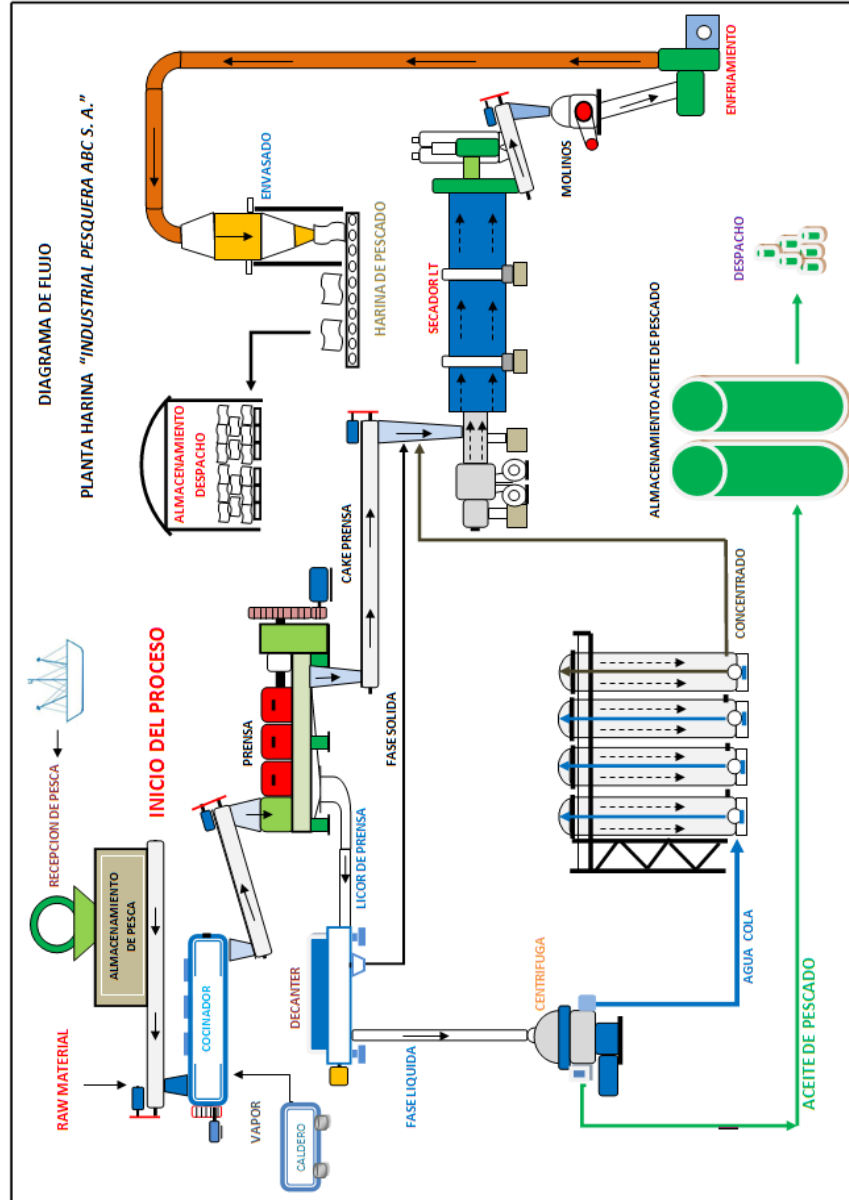 DIAGRAMA DE FLUJO
PLANTA HARINA "INDUSTRIAL PESQUERA ABC S. A."
RECEPCION DE PESCA
INICIO DEL PROCESO
ALMACENAMIENTO
DE PESCA
RAW MATERIAL
COCINADOR
VAPOR
CALDERO
PRENSA
LICOR DE PRENSA
DECANTER
CAKE PRENSA
FASE SOLIDA
FASE LIQUIDA
CENTRIFUGA
AGUA COLA
ACEITE DE PESCADO
CONCENTRADO
SECADOR LT
MOLINOS
ENFRIAMIENTO
ENVASADO
HARINA DE PESCADO
ALMACENAMIENTO
DESPACHO
ALMACENAMIENTO ACEITE DE PESCADO
DESPACHO